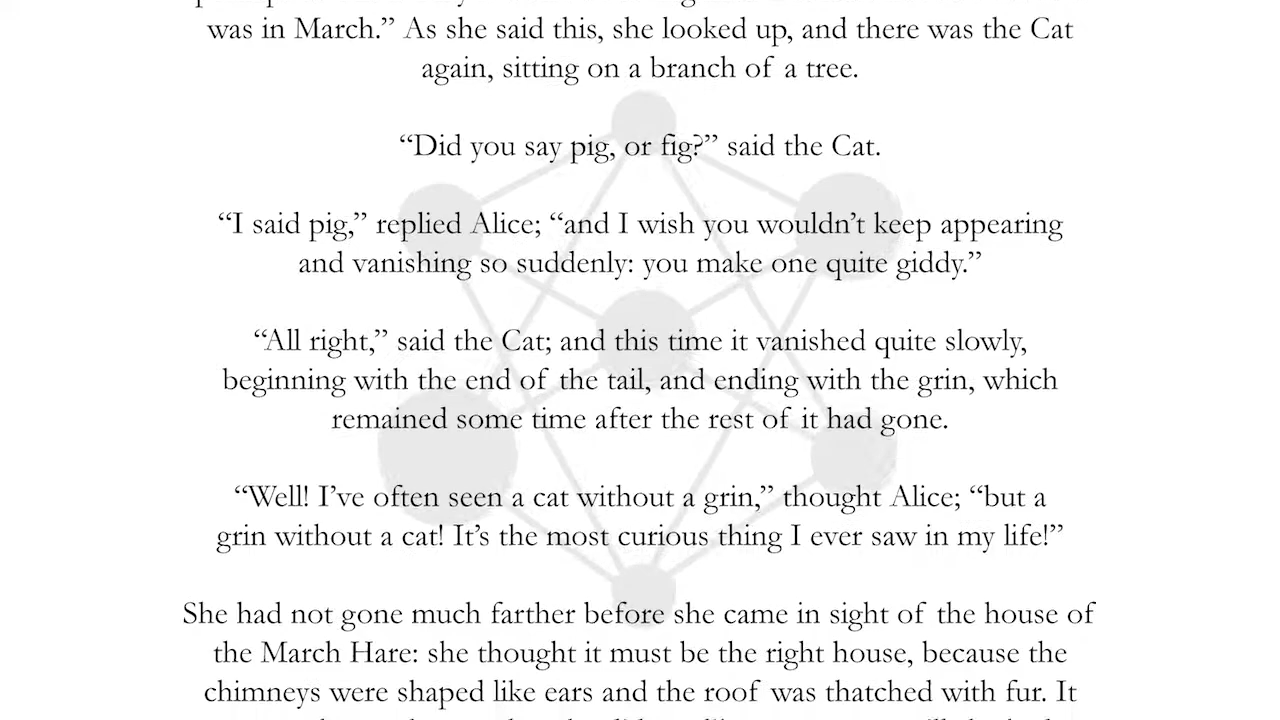 was in March.” As she said this, she looked up, and there was the Cat
again, sitting on a branch of a tree.
“Did you say pig, or fig?” said the Cat.
“I said pig,” replied Alice; “and I wish you wouldn’t keep appearing
and vanishing so suddenly: you make one quite giddy.”
“All right,” said the Cat; and this time it vanished quite slowly,
beginning with the end of the tail, and ending with the grin, which
remained some time after the rest of it had gone.
“Well! I’ve often seen a cat without a grin,” thought Alice; “but a
grin without a cat! It’s the most curious thing I ever saw in my life!”
She had not gone much farther before she came in sight of the house of
the March Hare: she thought it must be the right house, because the
chimneys were shaped like ears and the roof was thatched with fur. It